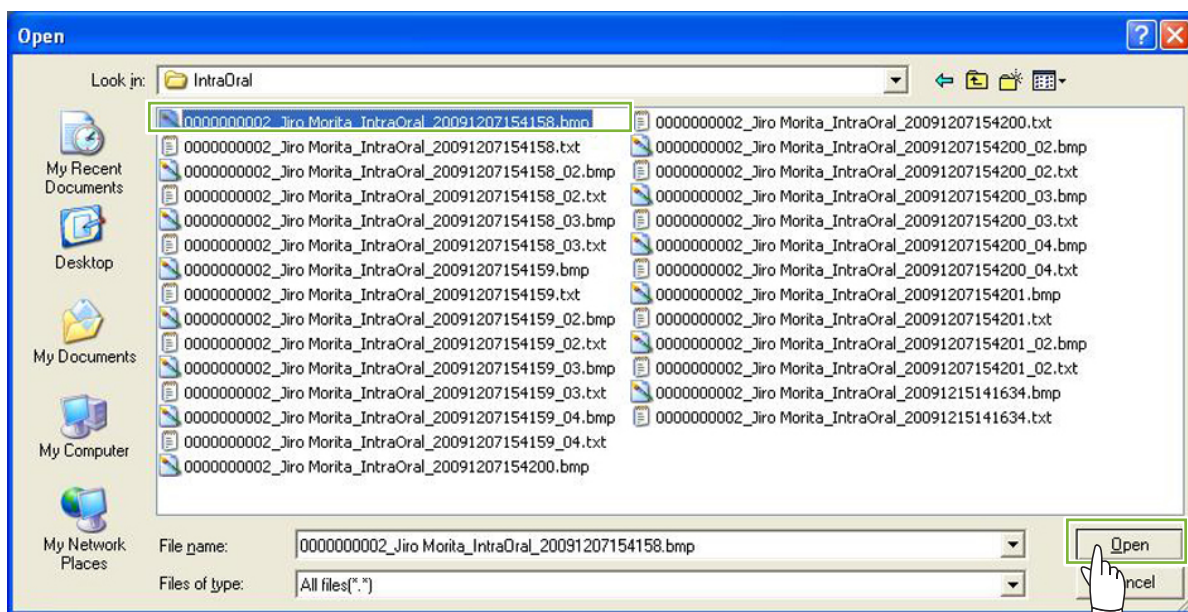 Open
Look in: IntraOral
My Recent
Documents
Desktop
My Documents
My Computer
My Network
Places
0000000002_Jiro Morita_IntraOral_20091207154158.bmp
0000000002_Jiro Morita_IntraOral_20091207154158.txt
0000000002_Jiro Morita_IntraOral_20091207154158_02.bmp
0000000002_Jiro Morita_IntraOral_20091207154158_02.txt
0000000002_Jiro Morita_IntraOral_20091207154158_03.bmp
0000000002_Jiro Morita_IntraOral_20091207154158_03.txt
0000000002_Jiro Morita_IntraOral_20091207154159.bmp
0000000002_Jiro Morita_IntraOral_20091207154159.txt
0000000002_Jiro Morita_IntraOral_20091207154159_02.bmp
0000000002_Jiro Morita_IntraOral_20091207154159_02.txt
0000000002_Jiro Morita_IntraOral_20091207154159_03.bmp
0000000002_Jiro Morita_IntraOral_20091207154159_03.txt
0000000002_Jiro Morita_IntraOral_20091207154159_04.bmp
0000000002_Jiro Morita_IntraOral_20091207154159_04.txt
0000000002_Jiro Morita_IntraOral_20091207154200.bmp
0000000002_Jiro Morita_IntraOral_20091207154200.txt
0000000002_Jiro Morita_IntraOral_20091207154200_02.bmp
0000000002_Jiro Morita_IntraOral_20091207154200_02.txt
0000000002_Jiro Morita_IntraOral_20091207154200_03.bmp
0000000002_Jiro Morita_IntraOral_20091207154200_03.txt
0000000002_Jiro Morita_IntraOral_20091207154200_04.bmp
0000000002_Jiro Morita_IntraOral_20091207154200_04.txt
0000000002_Jiro Morita_IntraOral_20091207154201.bmp
0000000002_Jiro Morita_IntraOral_20091207154201.txt
0000000002_Jiro Morita_IntraOral_20091207154201_02.bmp
0000000002_Jiro Morita_IntraOral_20091207154201_02.txt
0000000002_Jiro Morita_IntraOral_20091215141634.bmp
0000000002_Jiro Morita_IntraOral_20091215141634.txt
File name: 0000000002_Jiro Morita_IntraOral_20091207154158.bmp Open
Files of type: All files(*.*)